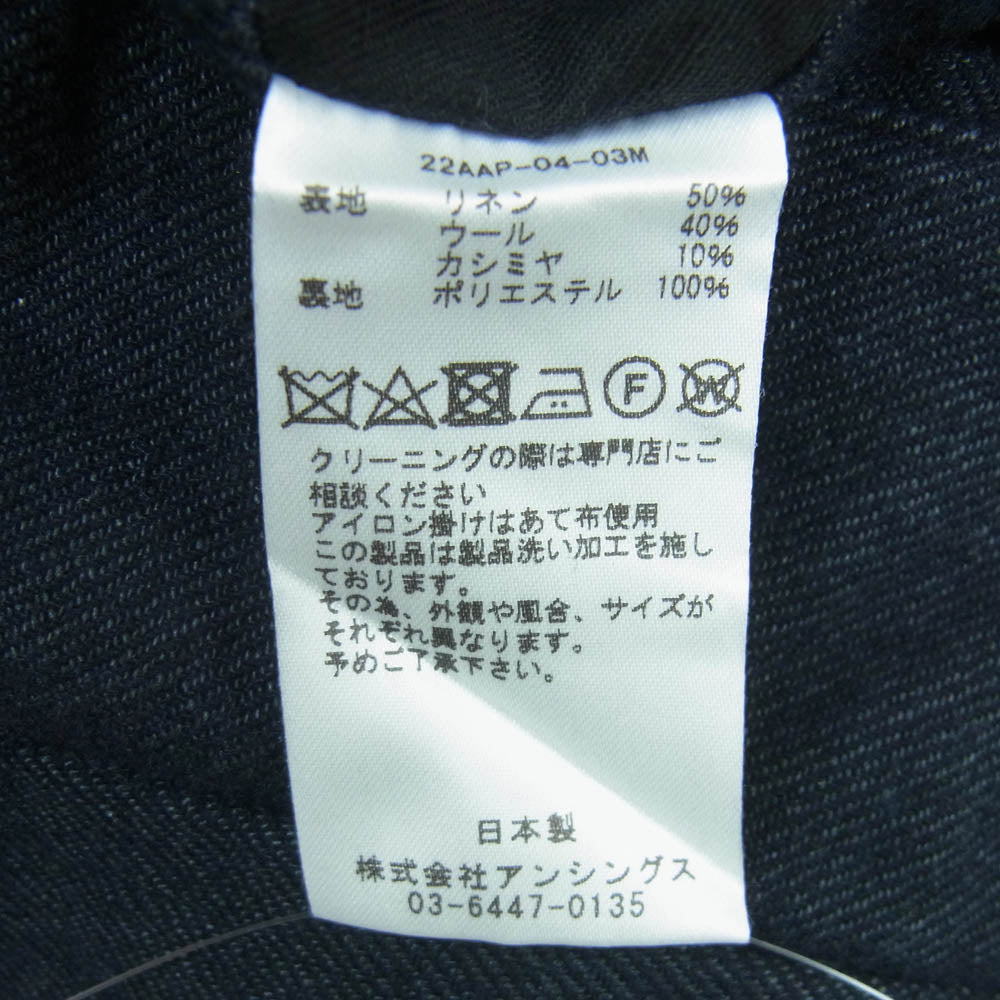 22AAP-04-03M
表地 リネン 50%
ウール 40%
カシミヤ 10%
裏地 ポリエステル 100%
F W
クリーニングの際は専門店にご
相談ください
アイロン掛けはあて布使用
この製品は製品洗い加工を施し
ております。
その為、外観や風合、サイズが
それぞれ異なります。
予めご了承下さい。
日本製
株式会社アンシングス
03-6447-0135